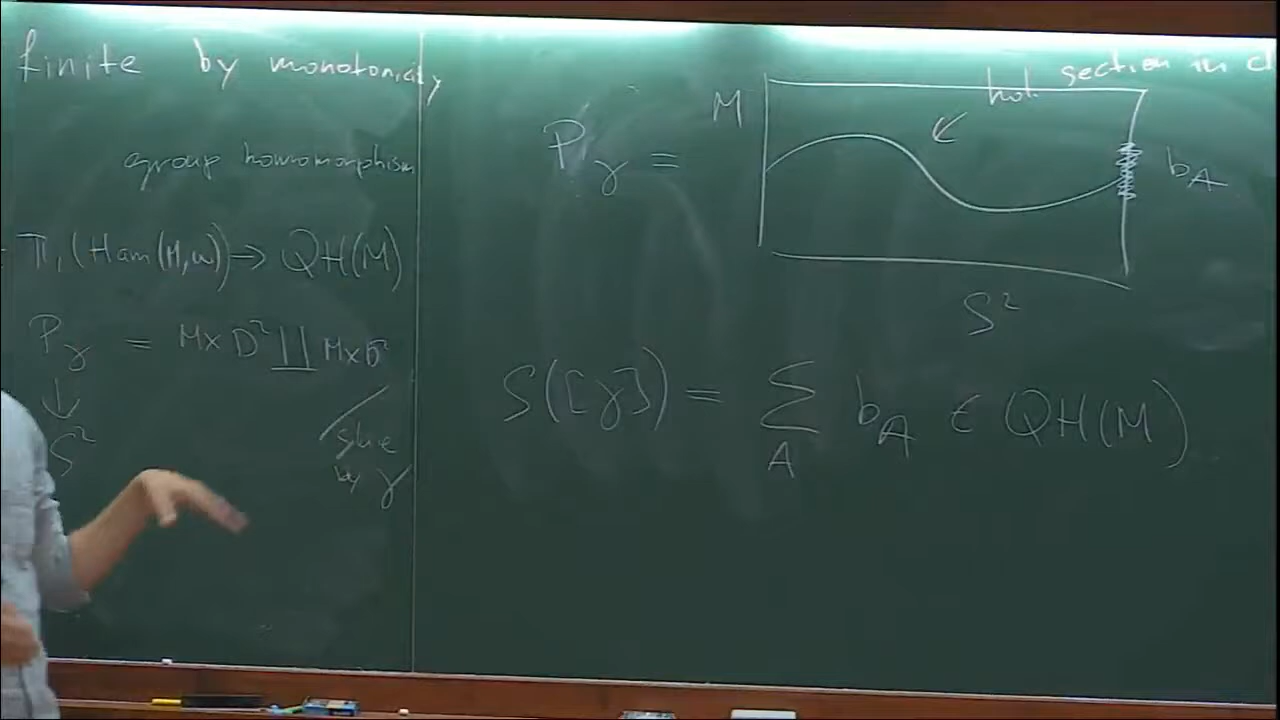 finite by monotonicity
group homomorphism
π₁(Ham(M,ω)) → QH(M)
P_γ = M×D² ∐ M×D²
↓
S²
glue
by γ
hol. section in cl
M
P_γ =
b_A
S²
S([γ]) = Σ_A b_A ∈ QH(M)